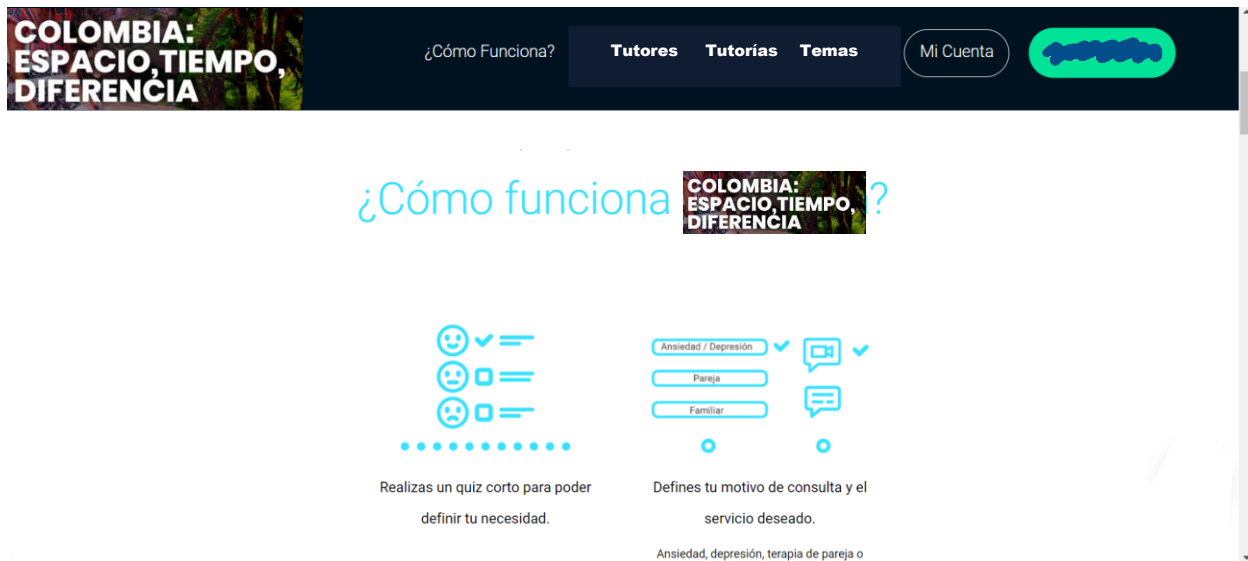 COLOMBIA:
ESPACIO,TIEMPO,
DIFERENCIA
¿Cómo Funciona?
Tutores
Tutorías
Temas
Mi Cuenta
¿Cómo funciona
COLOMBIA:
ESPACIO,TIEMPO,
DIFERENCIA
?
Ansiedad / Depresión
Pareja
Familiar
Realizas un quiz corto para poder
definir tu necesidad.
Defines tu motivo de consulta y el
servicio deseado.
Ansiedad, depresión, terapia de pareja o